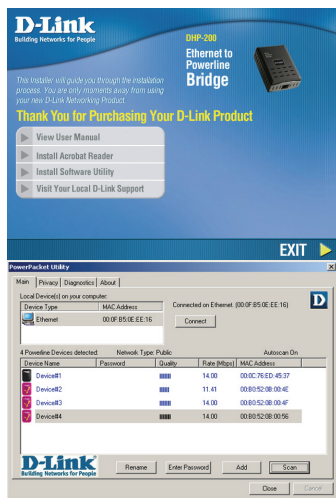 D-Link
Building Networks for People
DHP-200
Ethernet to
Powerline
Bridge
This Installer will guide you through the installation
process. You are only moments away from using
your new D-Link Networking Product.
Thank You for Purchasing Your D-Link Product
View User Manual
Install Acrobat Reader
Install Software Utility
Visit Your Local D-Link Support
EXIT
PowerPacket Utility
Main Privacy Diagnostics About
Local Device(s) on your computer:
Device Type MAC Address
Connected on Ethernet (00:0F:B5:0E:EE:16)
D
Ethernet 00:0F:B5:0E:EE:16
Connect
4 Powerline Devices detected: Network Type: Public Autoscan On
Device Name Password Quality Rate (Mbps) MAC Address
Device#1 14.00 00:0C:76:ED:45:37
Device#2 11.41 00:B0:52:0B:00:4E
Device#3 14.00 00:B0:52:0B:00:4F
Device#4 14.00 00:B0:52:0B:00:56
D-Link
Building Networks for People
Rename Enter Password Add Scan
Close Cancel